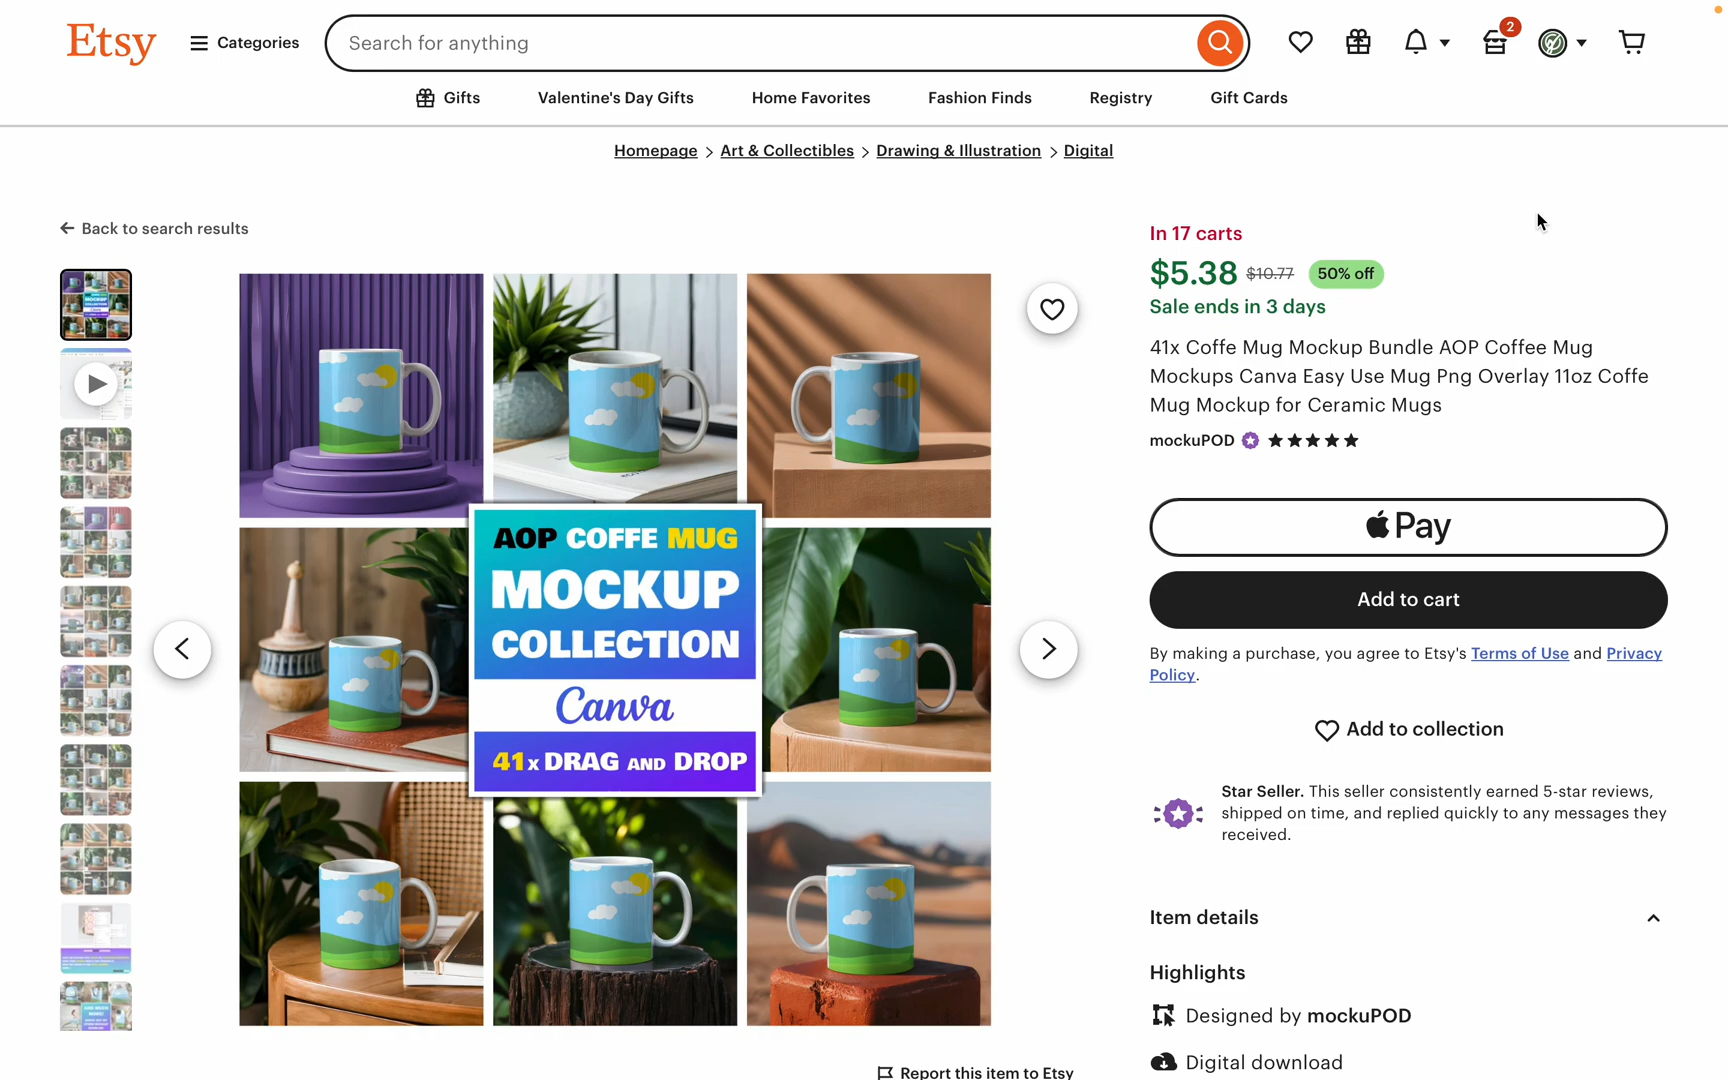 Etsy
Categories
Search for anything
2
Gifts
Valentine's Day Gifts
Home Favorites
Fashion Finds
Registry
Gift Cards
Homepage > Art & Collectibles > Drawing & Illustration > Digital
Back to search results
AOP COFFE MUG
MOCKUP
COLLECTION
Canva
41x DRAG AND DROP
In 17 carts
$5.38 $10.77 50% off
Sale ends in 3 days
41x Coffe Mug Mockup Bundle AOP Coffee Mug
Mockups Canva Easy Use Mug Png Overlay 11oz Coffe
Mug Mockup for Ceramic Mugs
mockuPOD
Pay
Add to cart
By making a purchase, you agree to Etsy's Terms of Use and Privacy
Policy.
Add to collection
Star Seller. This seller consistently earned 5-star reviews,
shipped on time, and replied quickly to any messages they
received.
Item details
Highlights
Designed by mockuPOD
Digital download
Report this item to Etsy